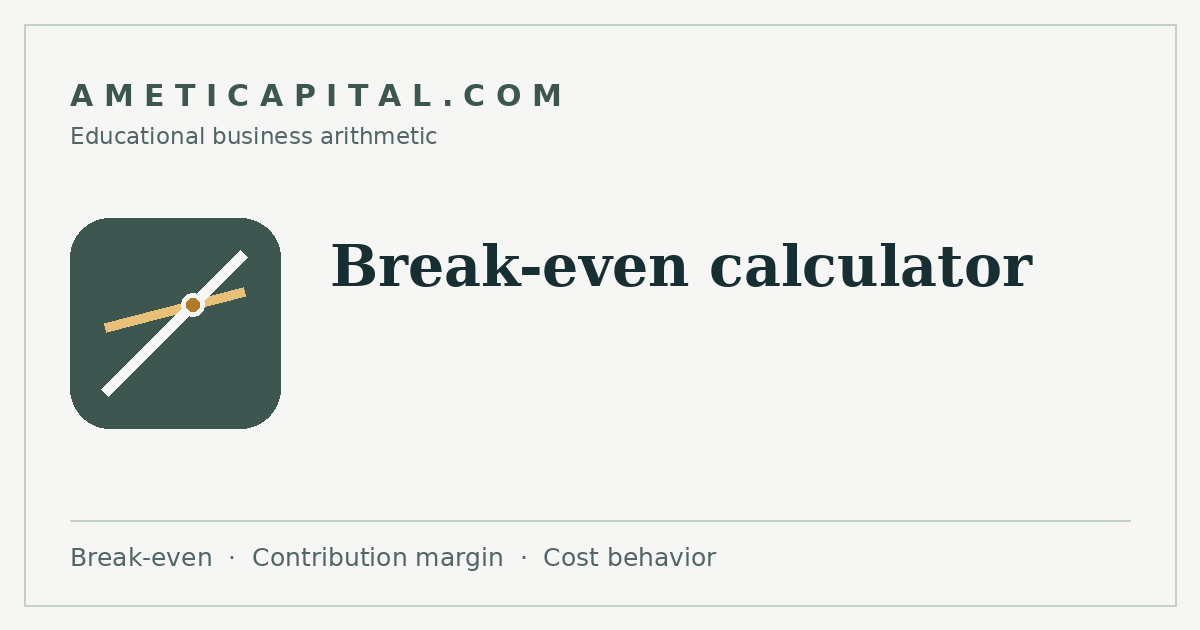 AMETICAPITAL.COM
Educational business arithmetic
Break-even calculator
Break-even · Contribution margin · Cost behavior